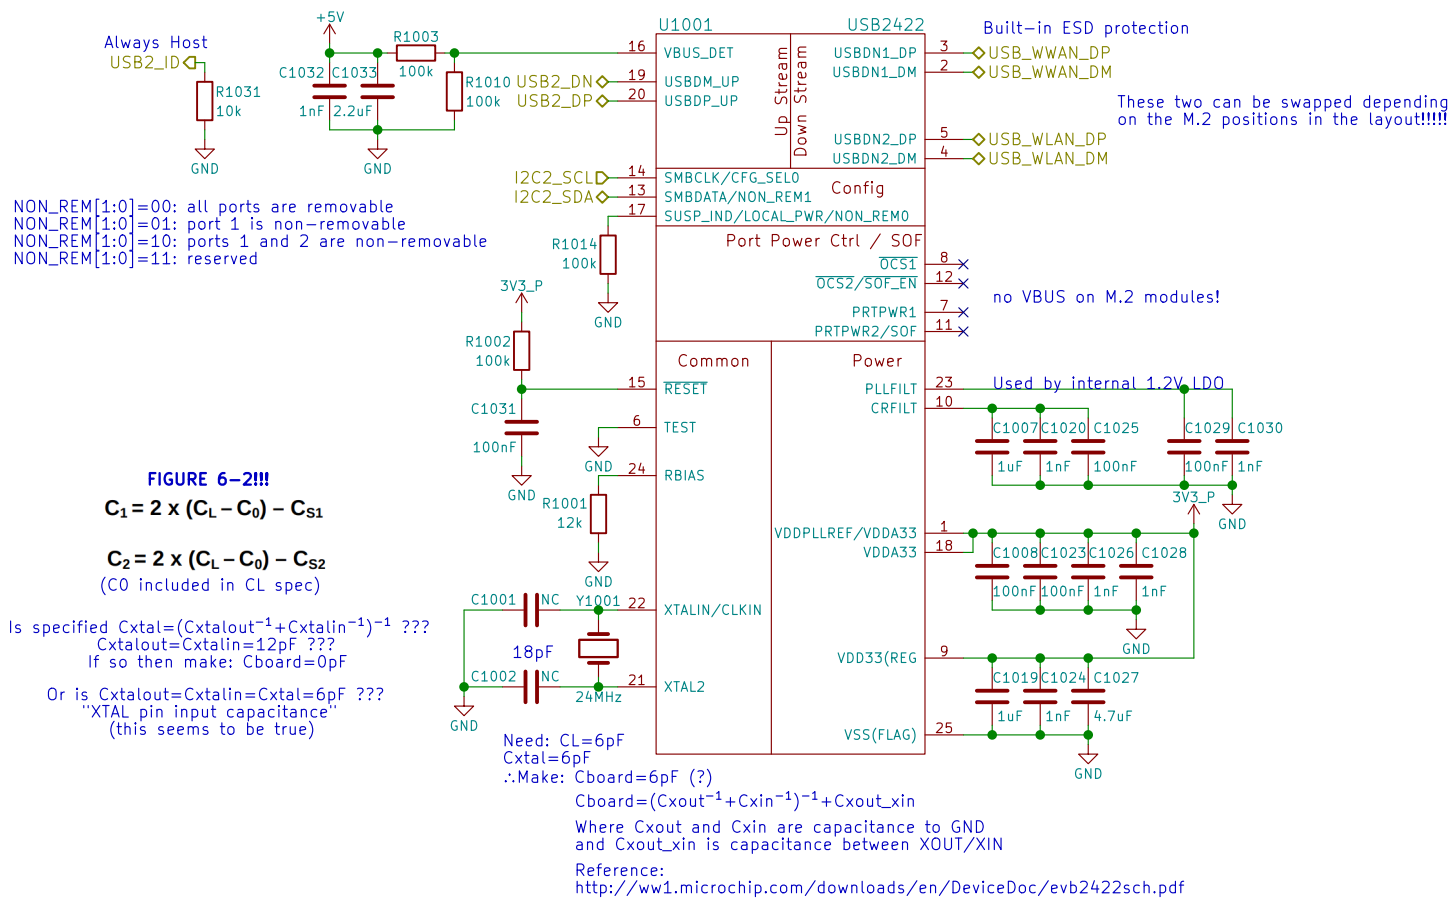 Always Host
USB2_ID
R1031
10k
GND
+5V
C1032
1nF
C1033
2.2uF
R1003
100k
R1010
100k
GND
USB2_DN
USB2_DP
I2C2_SCL
I2C2_SDA
R1014
100k
GND
NON_REM[1:0]=00: all ports are removable
NON_REM[1:0]=01: port 1 is non-removable
NON_REM[1:0]=10: ports 1 and 2 are non-removable
NON_REM[1:0]=11: reserved
3V3_P
R1002
100k
C1031
100nF
GND
GND
R1001
12k
GND
FIGURE 6-2!!!
C1 = 2 x (CL – C0) – CS1
C2 = 2 x (CL – C0) – CS2
(C0 included in CL spec)
Is specified Cxtal=(Cxtalout⁻¹+Cxtalin⁻¹)⁻¹ ???
Cxtalout=Cxtalin=12pF ???
If so then make: Cboard=0pF
Or is Cxtalout=Cxtalin=Cxtal=6pF ???
"XTAL pin input capacitance"
(this seems to be true)
C1001
NC
Y1001
18pF
C1002
NC
24MHz
GND
U1001
USB2422
16
VBUS_DET
19
USBDM_UP
20
USBDP_UP
Up Stream
Down Stream
USBDN1_DP
3
USB_WWAN_DP
USBDN1_DM
2
USB_WWAN_DM
USBDN2_DP
5
USB_WLAN_DP
USBDN2_DM
4
USB_WLAN_DM
14
SMBCLK/CFG_SEL0
13
SMBDATA/NON_REM1
17
SUSP_IND/LOCAL_PWR/NON_REM0
Config
Port Power Ctrl / SOF
OCS1
8
OCS2/SOF_EN
12
PRTPWR1
7
PRTPWR2/SOF
11
Common
Power
15
RESET
6
TEST
24
RBIAS
22
XTALIN/CLKIN
21
XTAL2
PLLFILT
23
CRFILT
10
VDDPLLREF/VDDA33
1
VDDA33
18
VDD33(REG
9
VSS(FLAG)
25
Built-in ESD protection
These two can be swapped depending
on the M.2 positions in the layout!!!!!
no VBUS on M.2 modules!
Used by internal 1.2V LDO
C1007
1uF
C1020
1nF
C1025
100nF
C1029
100nF
C1030
1nF
GND
3V3_P
C1008
100nF
C1023
100nF
C1026
1nF
C1028
1nF
GND
C1019
1uF
C1024
1nF
C1027
4.7uF
GND
Need: CL=6pF
Cxtal=6pF
∴Make: Cboard=6pF (?)
Cboard=(Cxout⁻¹+Cxin⁻¹)⁻¹+Cxout_xin
Where Cxout and Cxin are capacitance to GND
and Cxout_xin is capacitance between XOUT/XIN
Reference:
http://ww1.microchip.com/downloads/en/DeviceDoc/evb2422sch.pdf